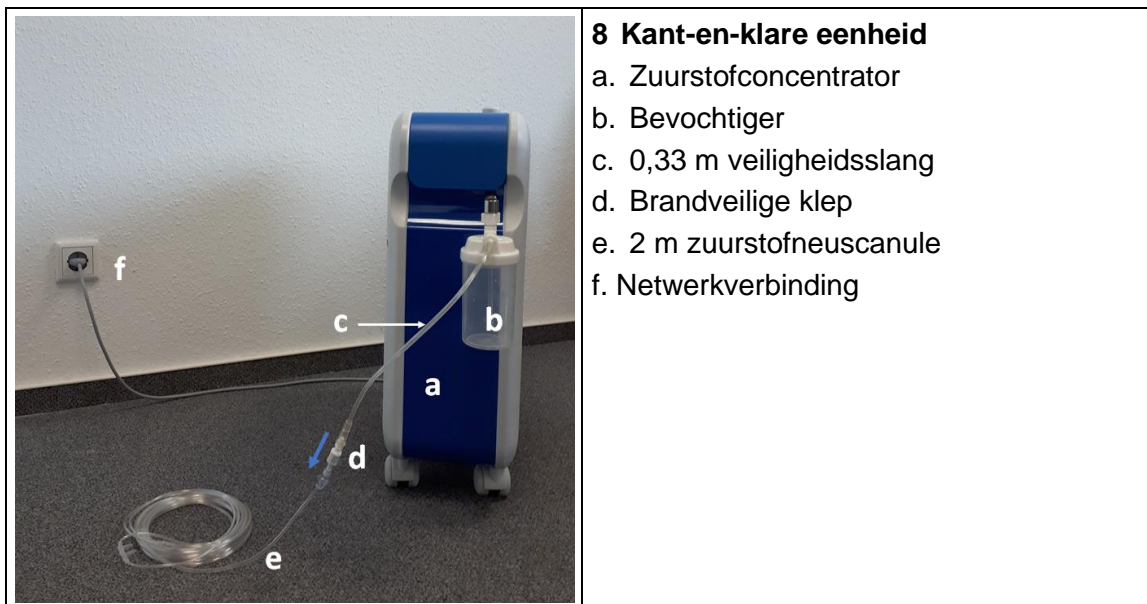 8 Kant-en-klare eenheid
a. Zuurstofconcentrator
b. Bevochtiger
c. 0,33 m veiligheidsslang
d. Brandveilige klep
e. 2 m zuurstofneuscanule
f. Netwerkverbinding
f
c
b
a
d
e